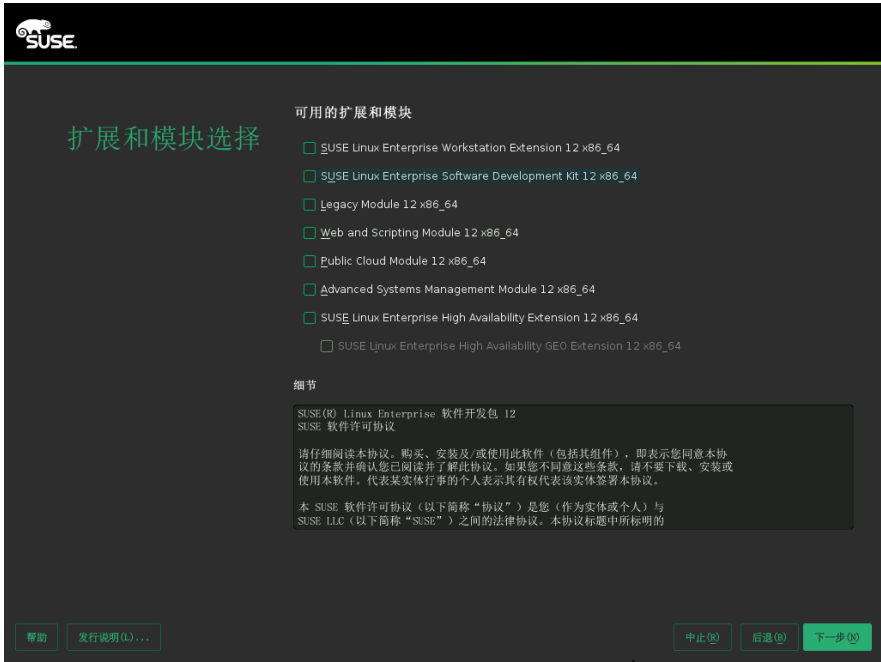 SUSE.
扩展和模块选择
可用的扩展和模块
SUSE Linux Enterprise Workstation Extension 12 x86_64
SUSE Linux Enterprise Software Development Kit 12 x86_64
Legacy Module 12 x86_64
Web and Scripting Module 12 x86_64
Public Cloud Module 12 x86_64
Advanced Systems Management Module 12 x86_64
SUSE Linux Enterprise High Availability Extension 12 x86_64
SUSE Linux Enterprise High Availability GEO Extension 12 x86_64
细节
SUSE(R) Linux Enterprise 软件开发包 12
SUSE 软件许可协议
请仔细阅读本协议。购买、安装及/或使用此软件（包括其组件），即表示您同意本协
议的条款并确认您已阅读并了解此协议。如果您不同意这些条款，请不要下载、安装或
使用本软件。代表某实体行事的个人表示其有权代表该实体签署本协议。
本 SUSE 软件许可协议（以下简称“协议”）是您（作为实体或个人）与
SUSE LLC（以下简称“SUSE”）之间的法律协议。本协议标题中所标明的
帮助
发行说明(L)...
中止(R)
后退(B)
下一步(N)